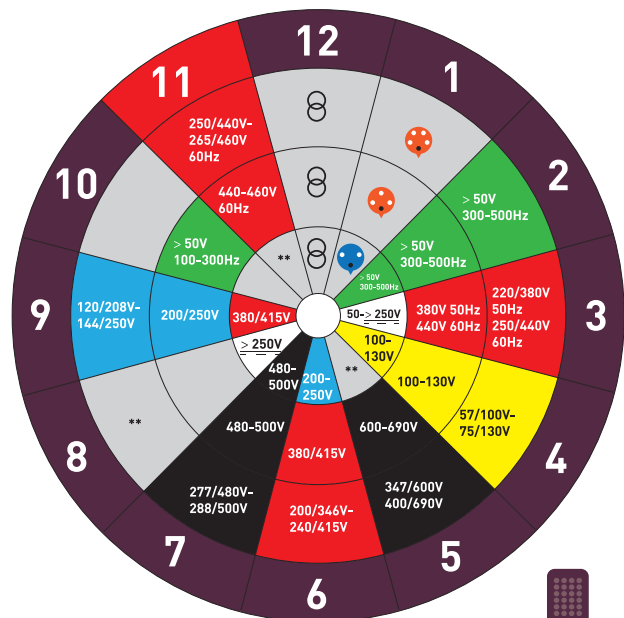 12
1
2
3
4
5
6
7
8
9
10
11
250/440V-
265/460V
60Hz
440-460V
60Hz
**
> 50V
300-500Hz
> 50V
300-500Hz
> 50V
300-500Hz
220/380V
50Hz
250/440V
60Hz
380V 50Hz
440V 60Hz
50-> 250V
57/100V-
75/130V
100-130V
100-
130V
347/600V
400/690V
600-690V
**
200/346V-
240/415V
380/415V
200-
250V
277/480V-
288/500V
480-500V
480-
500V
**
> 250V
120/208V-
144/250V
200/250V
380/415V
> 50V
100-300Hz